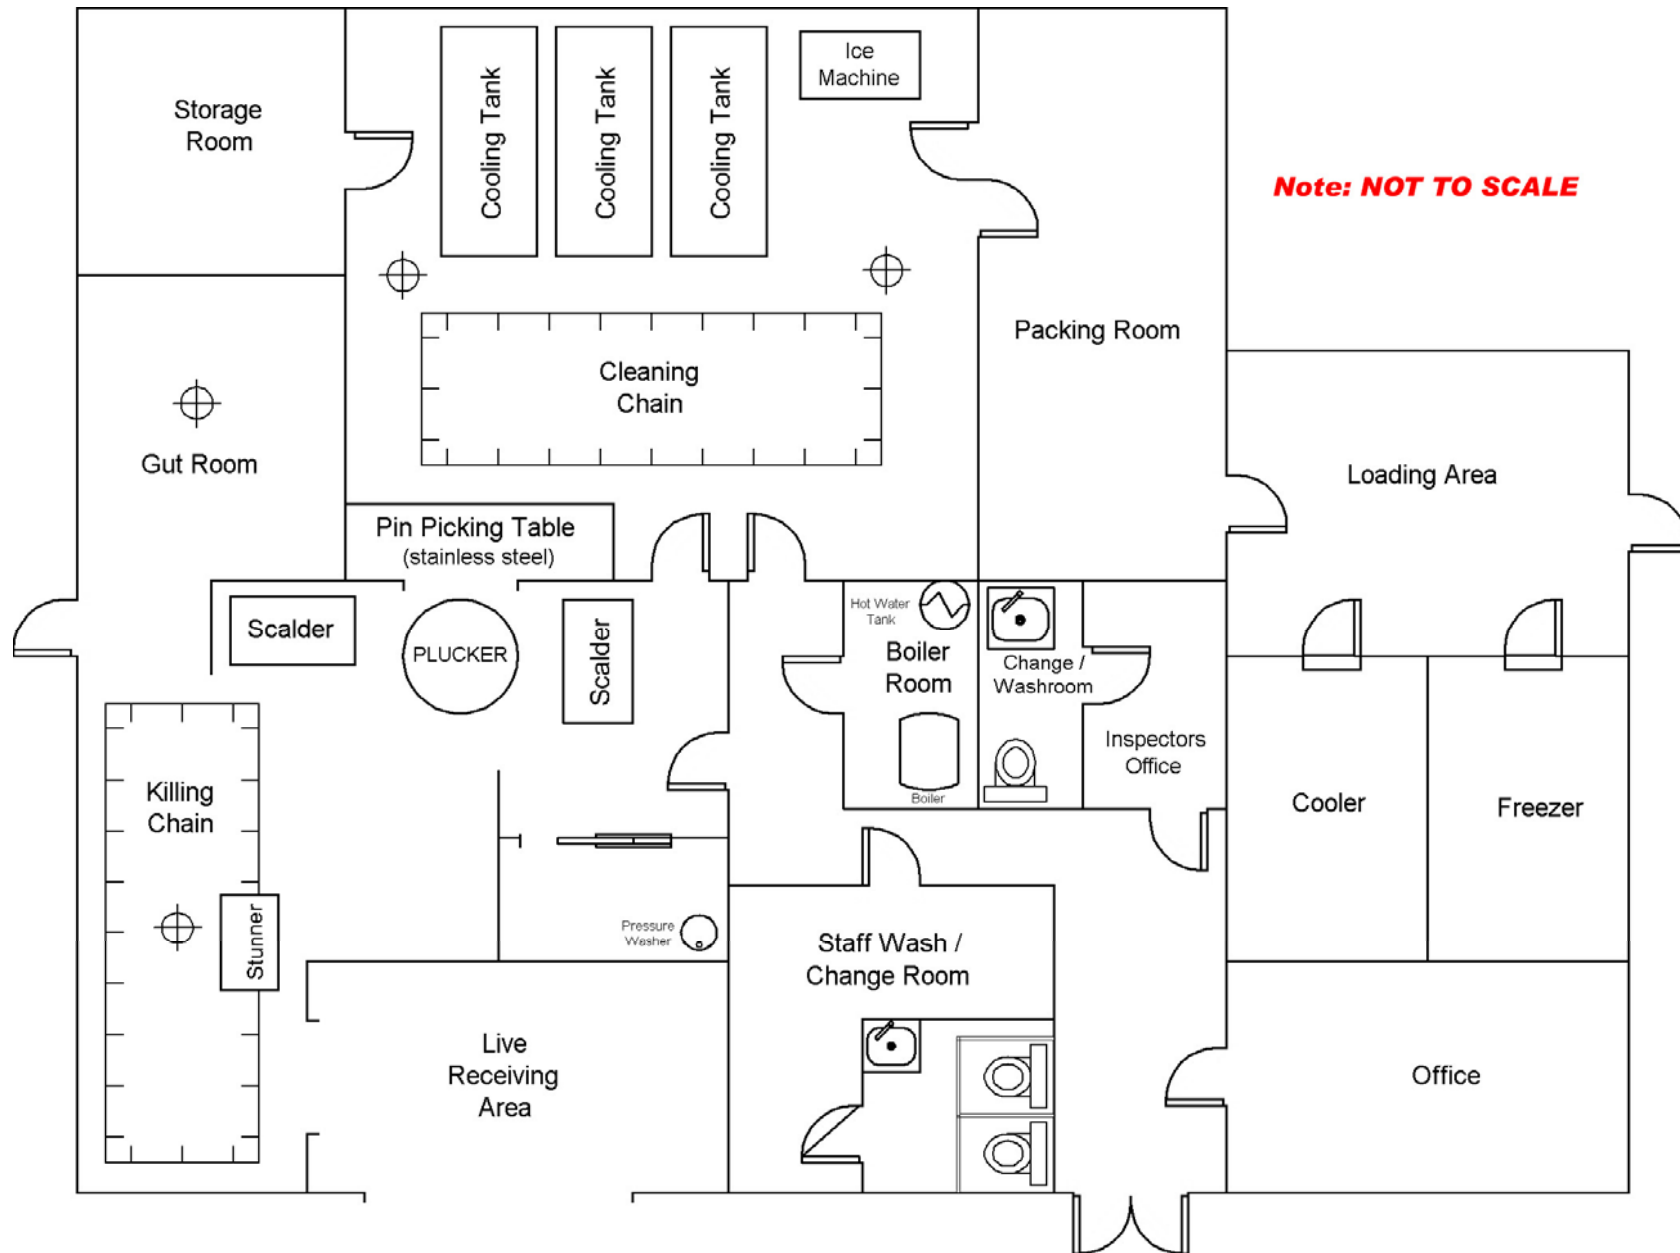 Storage
Room
Cooling Tank
Cooling Tank
Cooling Tank
Ice
Machine
Note: NOT TO SCALE
Packing Room
Cleaning
Chain
Gut Room
Loading Area
Pin Picking Table
(stainless steel)
Scalder
PLUCKER
Scalder
Hot Water
Tank
Boiler
Room
Boiler
Change /
Washroom
Inspectors
Office
Killing
Chain
Stunner
Cooler
Freezer
Pressure
Washer
Staff Wash /
Change Room
Live
Receiving
Area
Office